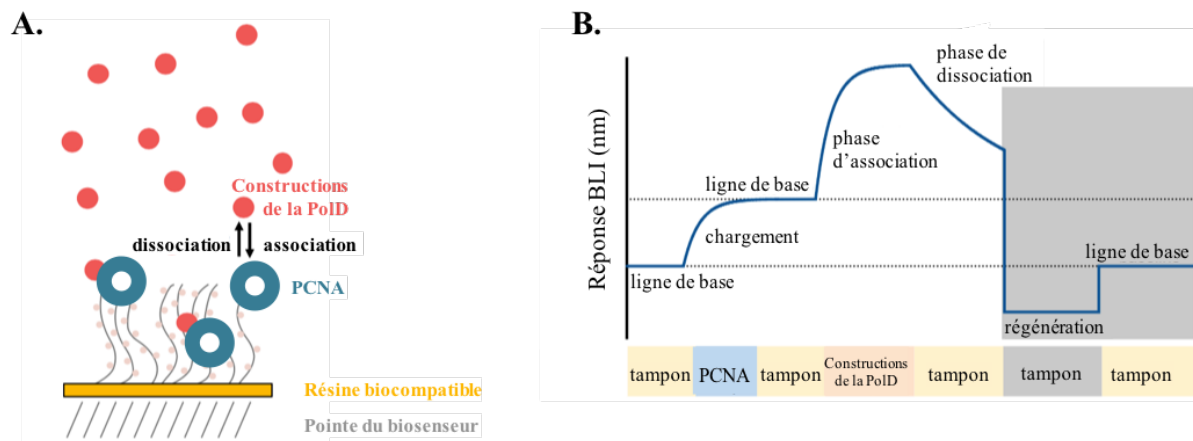 A.
Constructions
de la PolD
dissociation
association
PCNA
Résine biocompatible
Pointe du biosenseur
B.
Réponse BLI (nm)
phase de
dissociation
phase
d'association
ligne de base
chargement
ligne de base
ligne de base
régénération
tampon
PCNA
tampon
Constructions
de la PolD
tampon
tampon
tampon